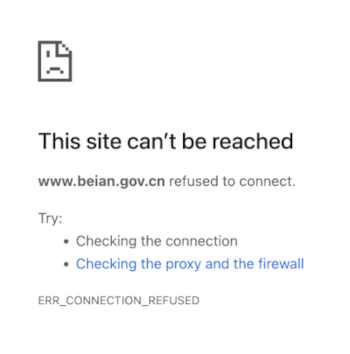 This site can’t be reached
www.beian.gov.cn refused to connect.
Try:
• Checking the connection
• Checking the proxy and the firewall
ERR_CONNECTION_REFUSED